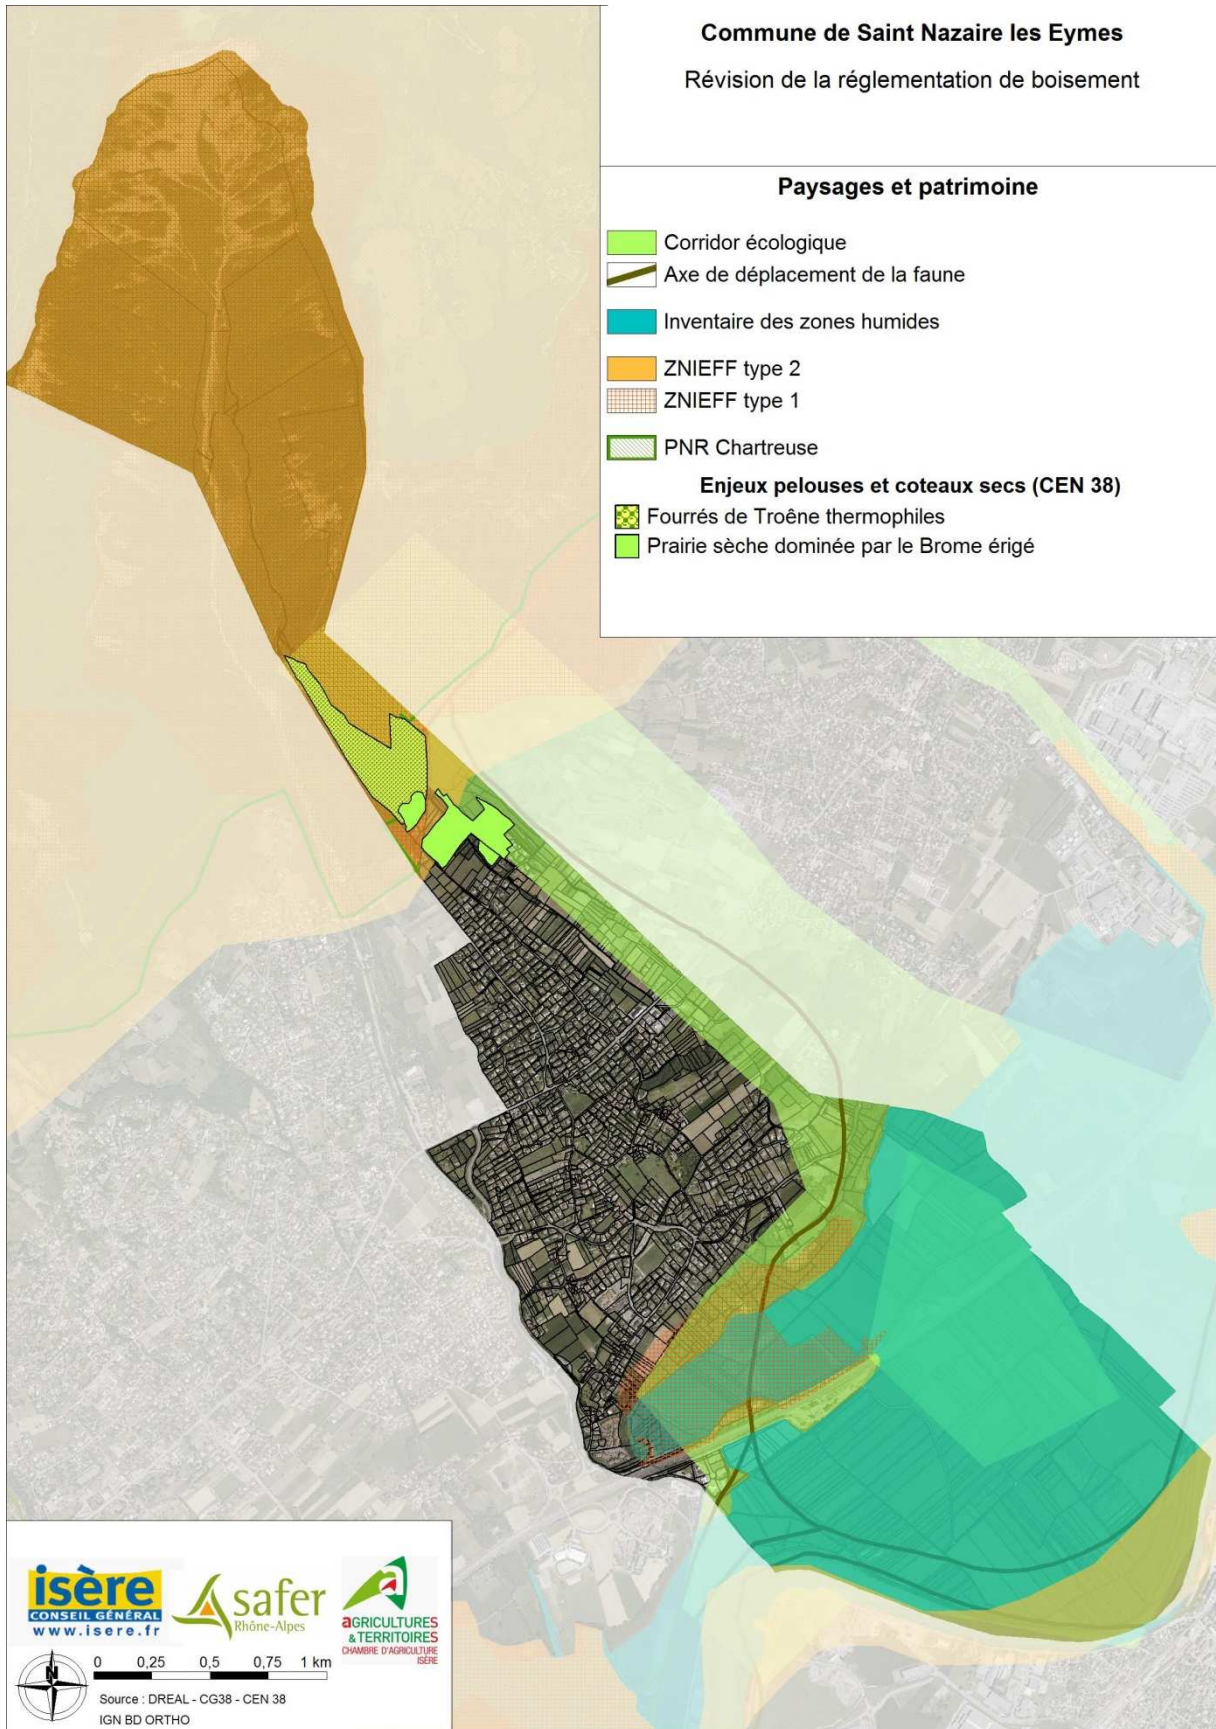 Commune de Saint Nazaire les Eymes
Révision de la réglementation de boisement
Paysages et patrimoine
Corridor écologique
Axe de déplacement de la faune
Inventaire des zones humides
ZNIEFF type 2
ZNIEFF type 1
PNR Chartreuse
Enjeux pelouses et coteaux secs (CEN 38)
Fourrés de Troêne thermophiles
Prairie sèche dominée par le Brome érigé
isère
CONSEIL GÉNÉRAL
www.isere.fr
safer
Rhône-Alpes
aGRICULTURES
& TERRITOIRES
CHAMBRE D'AGRICULTURE
ISÈRE
N
0 0,25 0,5 0,75 1 km
Source : DREAL - CG38 - CEN 38
IGN BD ORTHO